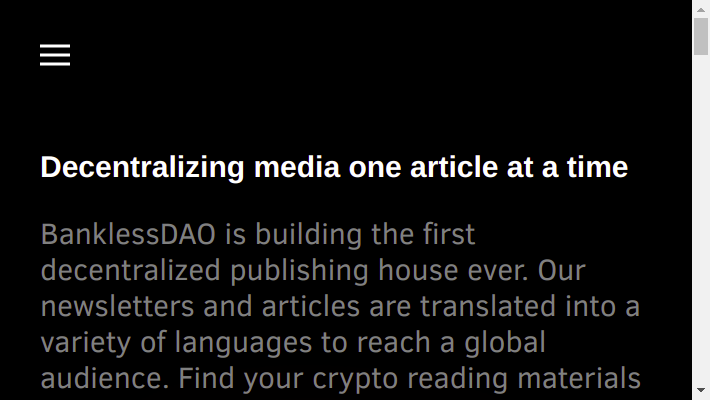 Decentralizing media one article at a time
BanklessDAO is building the first
decentralized publishing house ever. Our
newsletters and articles are translated into a
variety of languages to reach a global
audience. Find your crypto reading materials